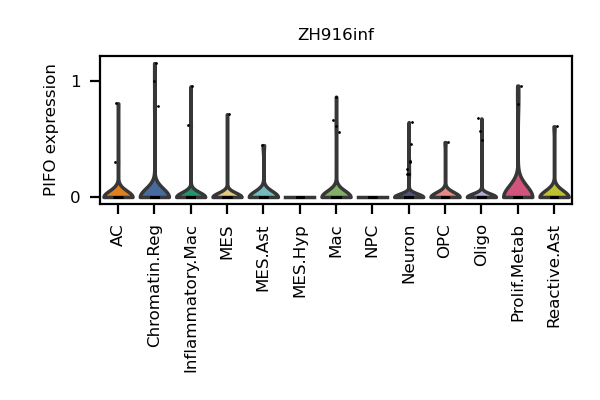 ZH916inf
PIFO expression
1
0
AC
Chromatin.Reg
Inflammatory.Mac
MES
MES.Ast
MES.Hyp
Mac
NPC
Neuron
OPC
Oligo
Prolif.Metab
Reactive.Ast